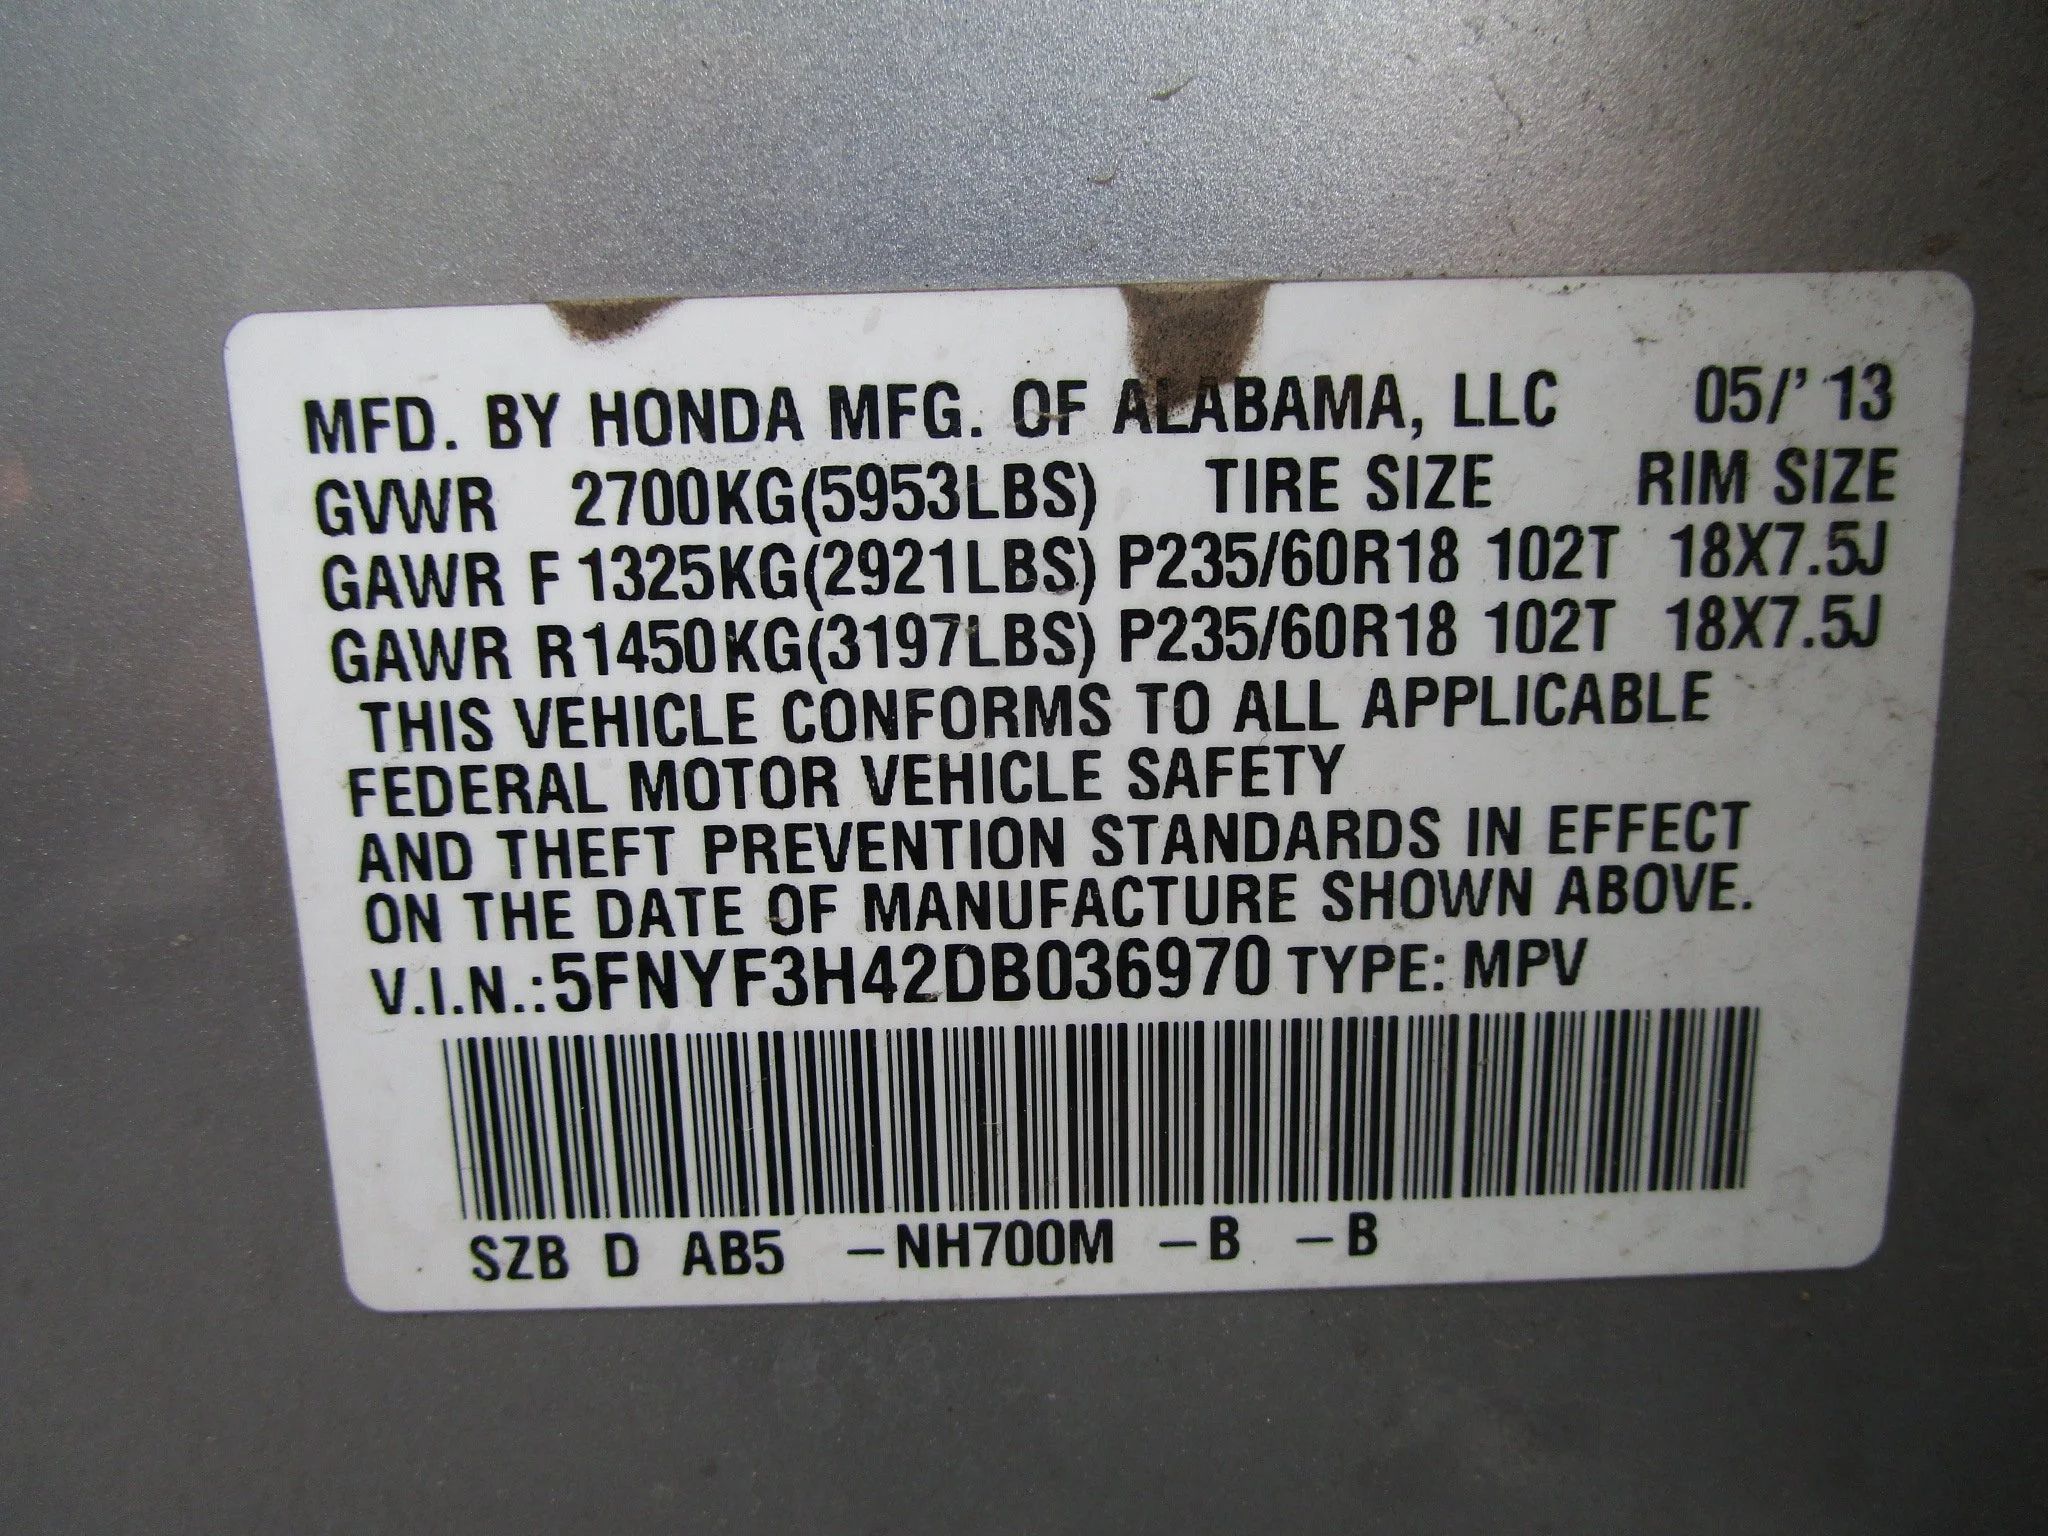 MFD. BY HONDA MFG. OF ALABAMA, LLC 05/'13
GVWR 2700KG(5953LBS) TIRE SIZE RIM SIZE
GAWR F 1325KG(2921LBS) P235/60R18 102T 18X7.5J
GAWR R 1450KG(3197LBS) P235/60R18 102T 18X7.5J
THIS VEHICLE CONFORMS TO ALL APPLICABLE
FEDERAL MOTOR VEHICLE SAFETY
AND THEFT PREVENTION STANDARDS IN EFFECT
ON THE DATE OF MANUFACTURE SHOWN ABOVE.
V.I.N.:5FNYF3H42DB036970 TYPE: MPV
SZB D AB5 –NH700M –B –B